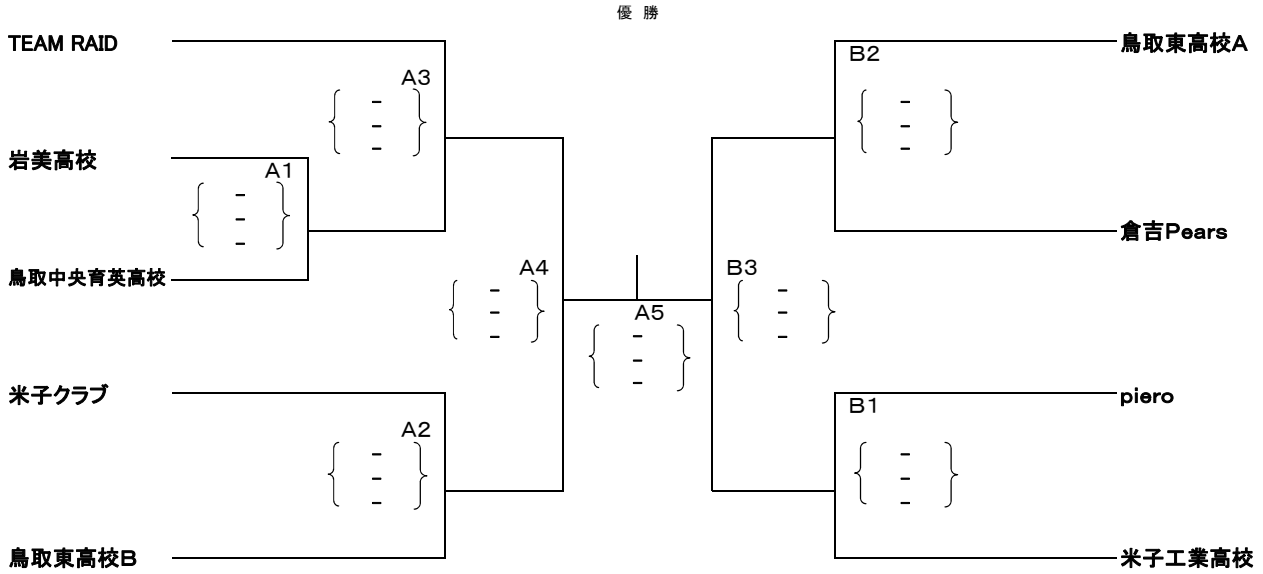 優 勝
TEAM RAID
鳥取東高校A
B2
A3
-
-
-
-
-
-
岩美高校
A1
-
-
-
倉吉Pears
鳥取中央育英高校
A4
B3
-
-
-
-
-
-
A5
-
-
-
米子クラブ
piero
B1
A2
-
-
-
-
-
-
鳥取東高校B
米子工業高校